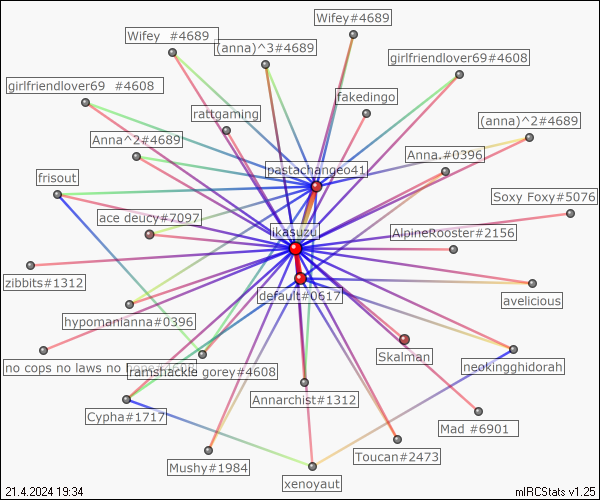 Wifey#4689
Wifey  #4689
(anna)^3#4689
girlfriendlover69#4608
girlfriendlover69  #4608
rattgaming
fakedingo
(anna)^2#4689
Anna^2#4689
Anna.#0396
pastachangeo41
frisout
Soxy Foxy#5076
ace deucy#7097
likasuzu
AlpineRooster#2156
zibbits#1312
default#0617
avelicious
hypomanianna#0396
Skalman
no cops no laws no
ramshackle gorey#4608
neokingghidorah
Annarchist#1312
Cypha#1717
Mad #6901
Toucan#2473
Mushy#1984
xenoyaut
21.4.2024 19:34
mIRCStats v1.25